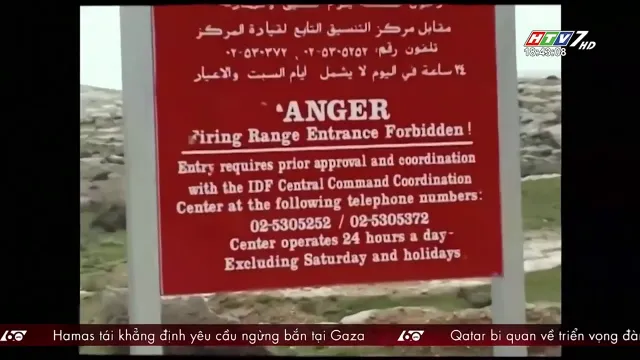 مقابل مركز التنسيق التابع لقيادة المركز
تلفون رقم: ٠٢-٥٣٠٥٢٥٢، ٠٢-٥٣٠٣٧٢
٢٤ ساعة في اليوم لا يشمل أيام السبت والاعياد
ANGER
Firing Range Entrance Forbidden!
Entry requires prior approval and coordination
with the IDF Central Command Coordination
Center at the following telephone numbers:
02-5305252 / 02-5305372
Center operates 24 hours a day-
Excluding Saturday and holidays
HTV7 HD
18:43:08
60 Hamas tái khẳng định yêu cầu ngừng bắn tại Gaza 60 Qatar bi quan về triển vọng đà